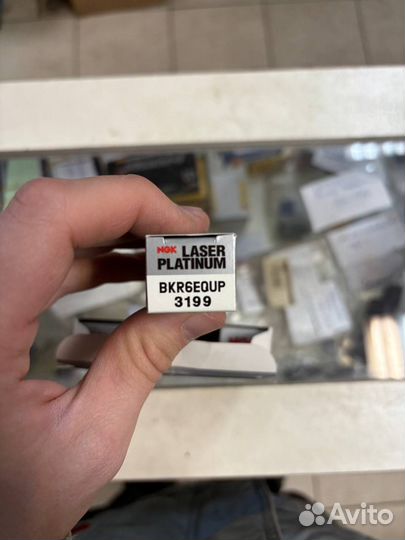 NGK LASER
PLATINUM
BKR6EQUP
3199
Avito